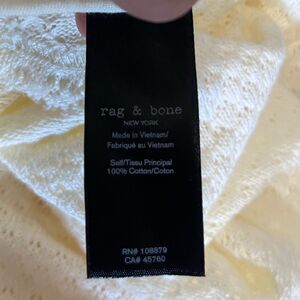 rag & bone
NEW YORK
Made in Vietnam/
Fabriqué au Vietnam
Self/Tissu Principal
100% Cotton/Coton
RN# 108879
CA# 45760